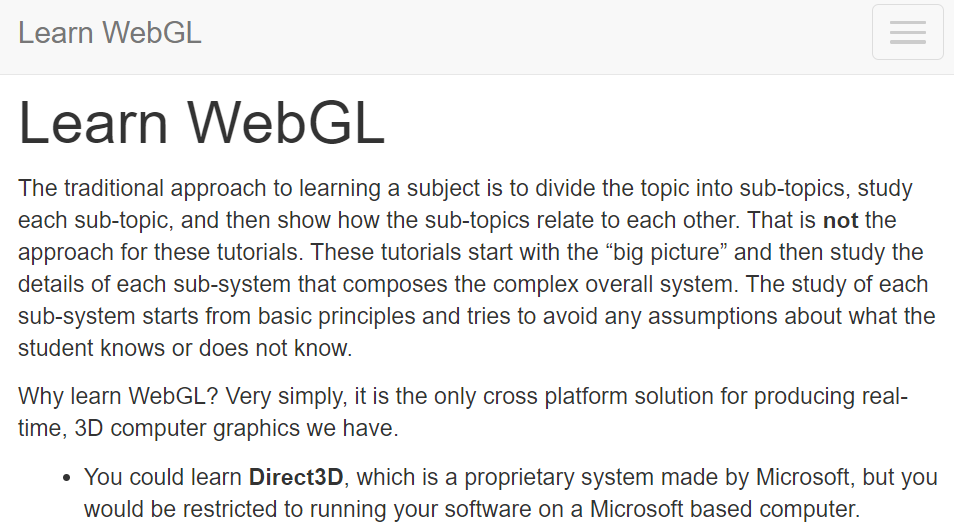 Learn WebGL
Learn WebGL
The traditional approach to learning a subject is to divide the topic into sub-topics, study
each sub-topic, and then show how the sub-topics relate to each other. That is not the
approach for these tutorials. These tutorials start with the “big picture” and then study the
details of each sub-system that composes the complex overall system. The study of each
sub-system starts from basic principles and tries to avoid any assumptions about what the
student knows or does not know.
Why learn WebGL? Very simply, it is the only cross platform solution for producing real-
time, 3D computer graphics we have.
• You could learn Direct3D, which is a proprietary system made by Microsoft, but you
would be restricted to running your software on a Microsoft based computer.